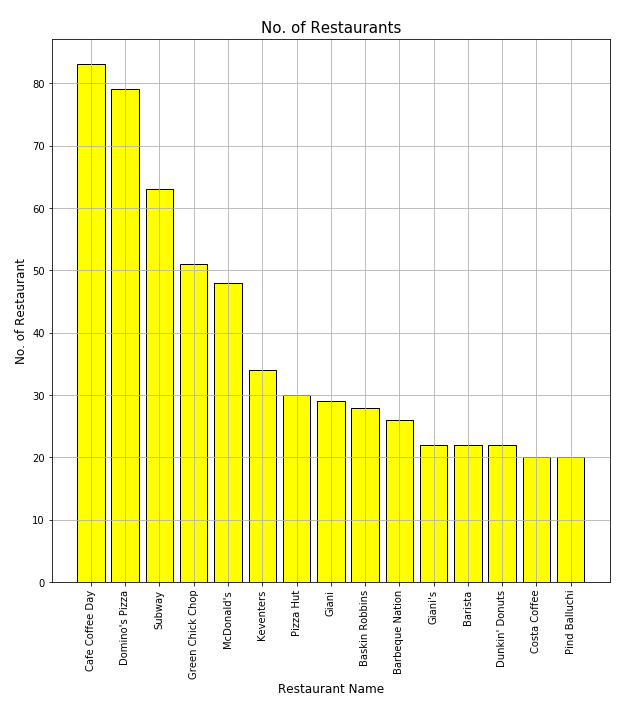 No. of Restaurants
No. of Restaurant
80
70
60
50
40
30
20
10
0
Cafe Coffee Day
Domino's Pizza
Subway
Green Chick Chop
McDonald's
Keventers
Pizza Hut
Giani
Baskin Robbins
Barbeque Nation
Giani's
Barista
Dunkin' Donuts
Costa Coffee
Pind Balluchi
Restaurant Name